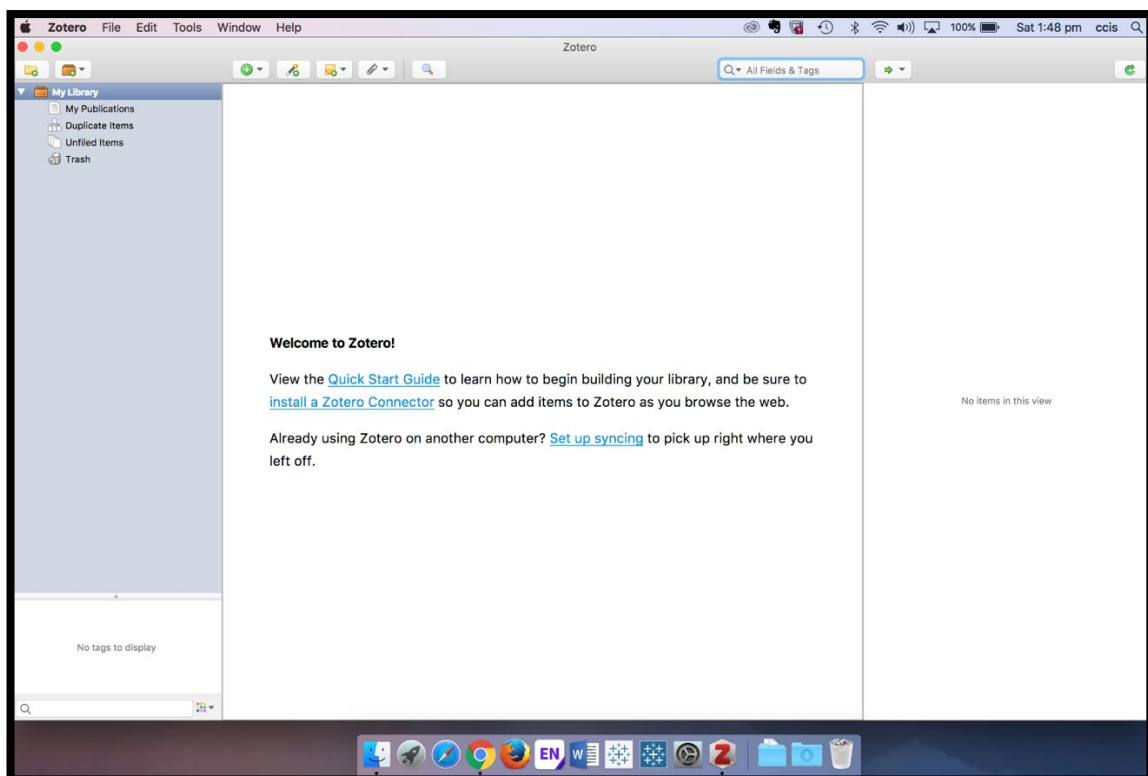 Zotero File Edit Tools Window Help 100% Sat 1:48 pm ccis
Zotero
All Fields & Tags
My Library
My Publications
Duplicate Items
Unfiled Items
Trash
Welcome to Zotero!
View the Quick Start Guide to learn how to begin building your library, and be sure to
install a Zotero Connector so you can add items to Zotero as you browse the web.
Already using Zotero on another computer? Set up syncing to pick up right where you
left off.
No items in this view
No tags to display
EN W Z